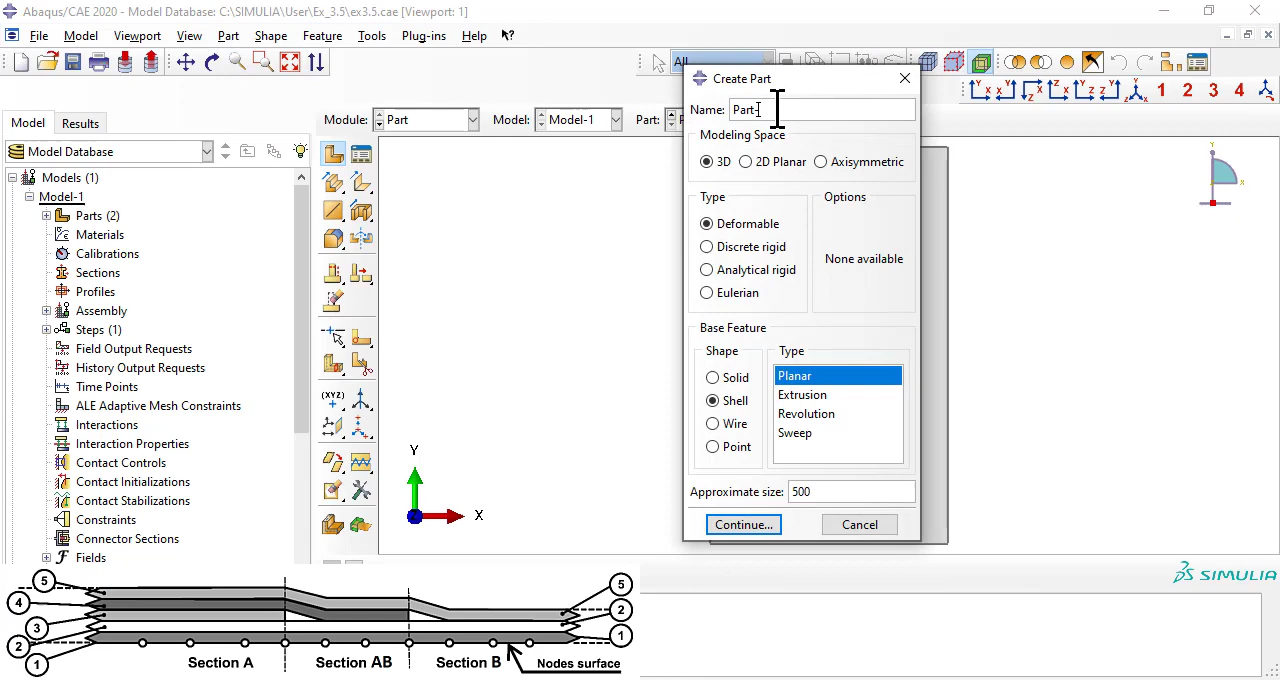 Abaqus/CAE 2020 - Model Database: C:\SIMULIA\User\Ex_3.5\ex3.5.cae [Viewport: 1]
File Model Viewport View Part Shape Feature Tools Plug-ins Help
All
1 2 3 4
Model Results
Module: Part Model: Model-1 Part:
Model Database
Models (1)
Model-1
Parts (2)
Materials
Calibrations
Sections
Profiles
Assembly
Steps (1)
Field Output Requests
History Output Requests
Time Points
ALE Adaptive Mesh Constraints
Interactions
Interaction Properties
Contact Controls
Contact Initializations
Contact Stabilizations
Constraints
Connector Sections
Fields
(XYZ)
Y
X
Z
Create Part
Name: Part-
Modeling Space
3D 2D Planar Axisymmetric
Type
Deformable
Discrete rigid
Analytical rigid
Eulerian
Options
None available
Base Feature
Shape
Solid
Shell
Wire
Point
Type
Planar
Extrusion
Revolution
Sweep
Approximate size: 500
Continue... Cancel
Y
X
SIMULIA
5
4
3
2
1
5
2
1
Section A Section AB Section B Nodes surface